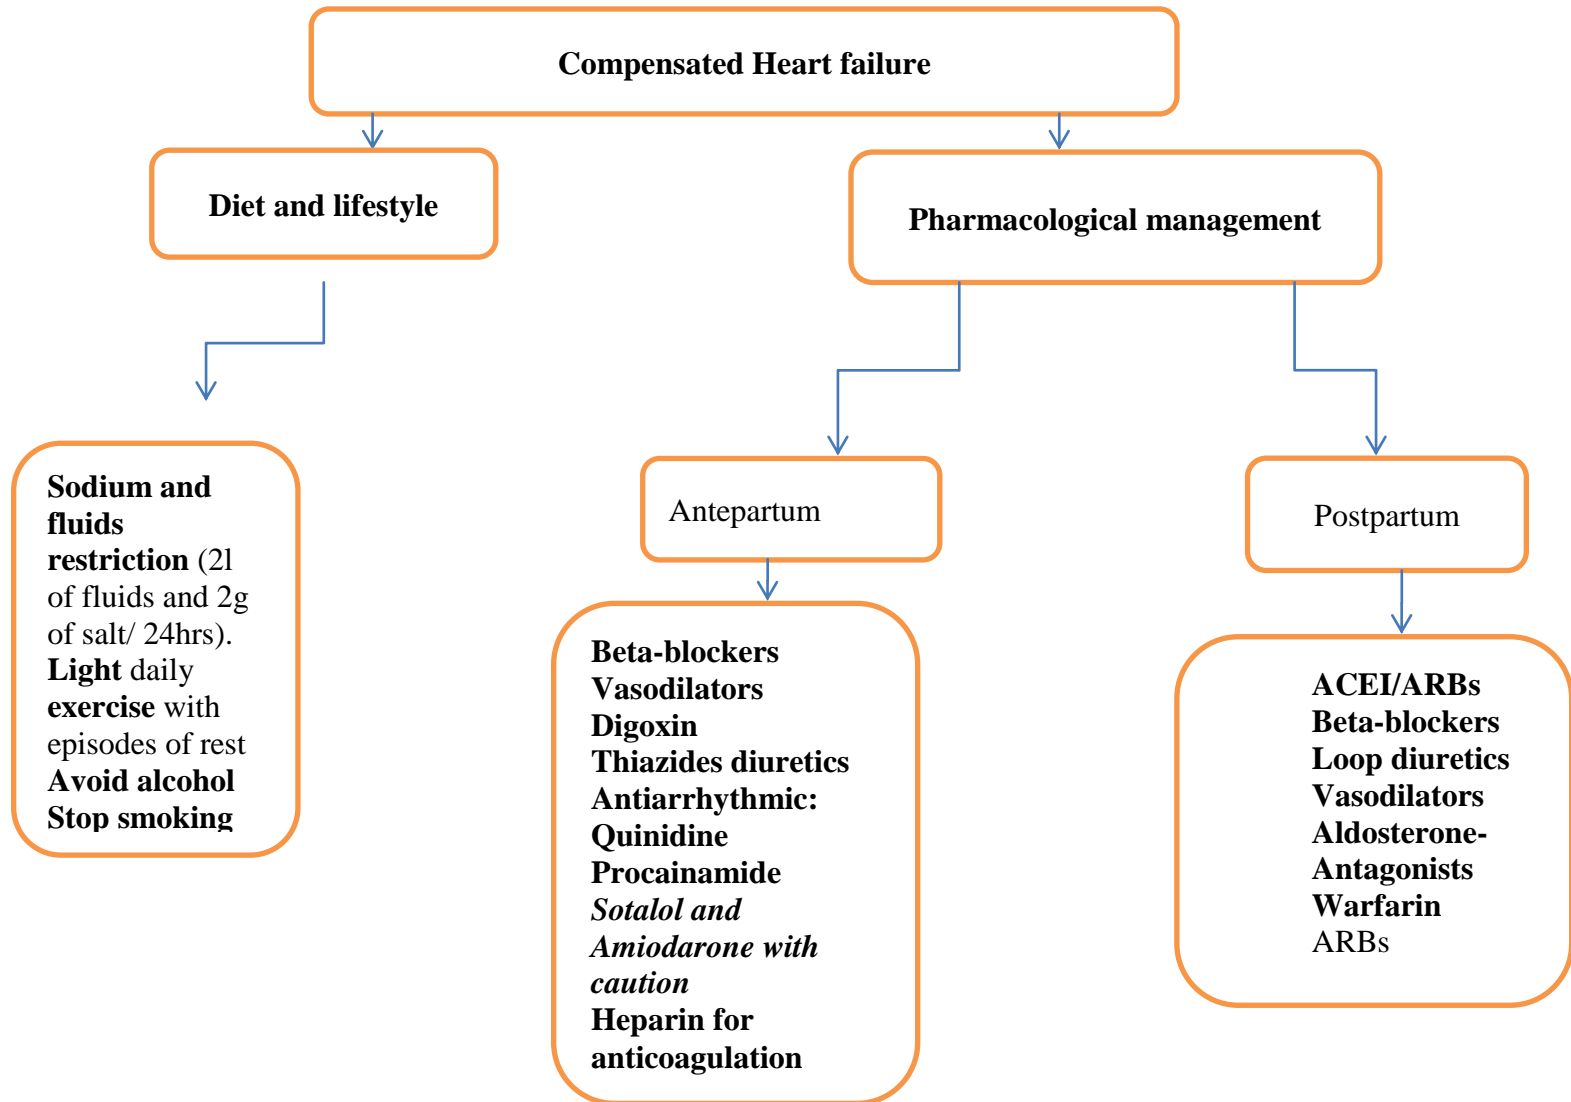 Compensated Heart failure
Diet and lifestyle
Pharmacological management
Sodium and
fluids
restriction (2l
of fluids and 2g
of salt/ 24hrs).
Light daily
exercise with
episodes of rest
Avoid alcohol
Stop smoking
Antepartum
Postpartum
Beta-blockers
Vasodilators
Digoxin
Thiazides diuretics
Antiarrhythmic:
Quinidine
Procainamide
Sotalol and
Amiodarone with
caution
Heparin for
anticoagulation
ACEI/ARBs
Beta-blockers
Loop diuretics
Vasodilators
Aldosterone-
Antagonists
Warfarin
ARBs